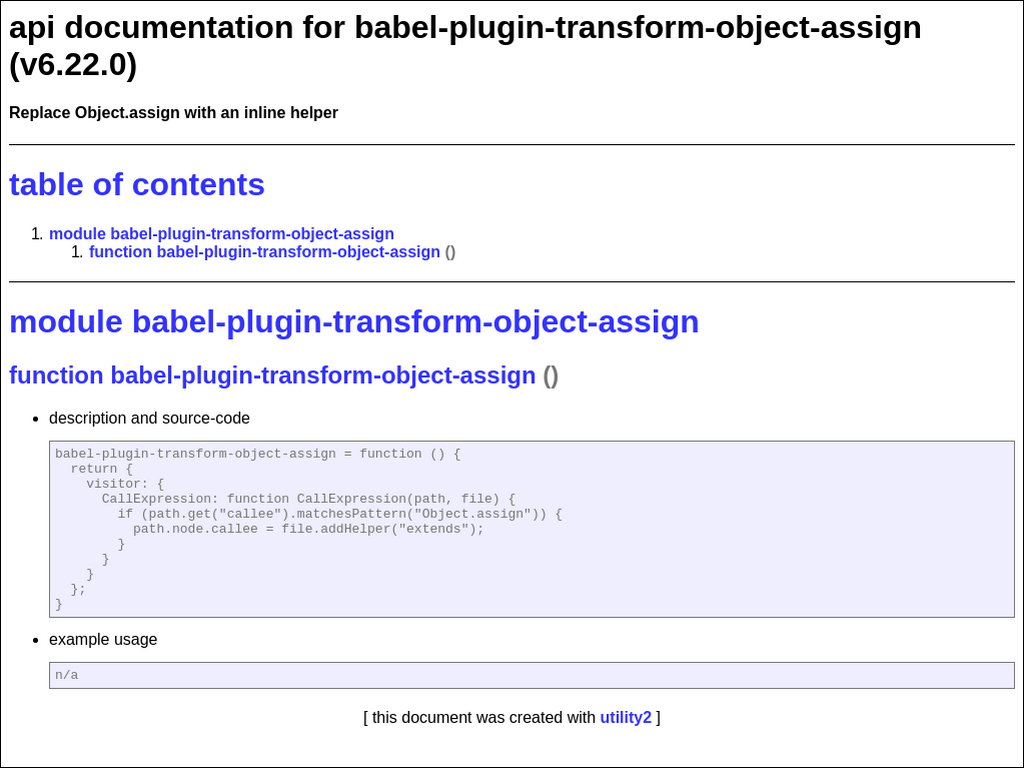 api documentation for babel-plugin-transform-object-assign
(v6.22.0)
Replace Object.assign with an inline helper
table of contents
1. module babel-plugin-transform-object-assign
1. function babel-plugin-transform-object-assign ()
module babel-plugin-transform-object-assign
function babel-plugin-transform-object-assign ()
• description and source-code
babel-plugin-transform-object-assign = function () {
  return {
    visitor: {
      CallExpression: function CallExpression(path, file) {
        if (path.get("callee").matchesPattern("Object.assign")) {
          path.node.callee = file.addHelper("extends");
        }
      }
    }
  };
}
• example usage
n/a
[ this document was created with utility2 ]